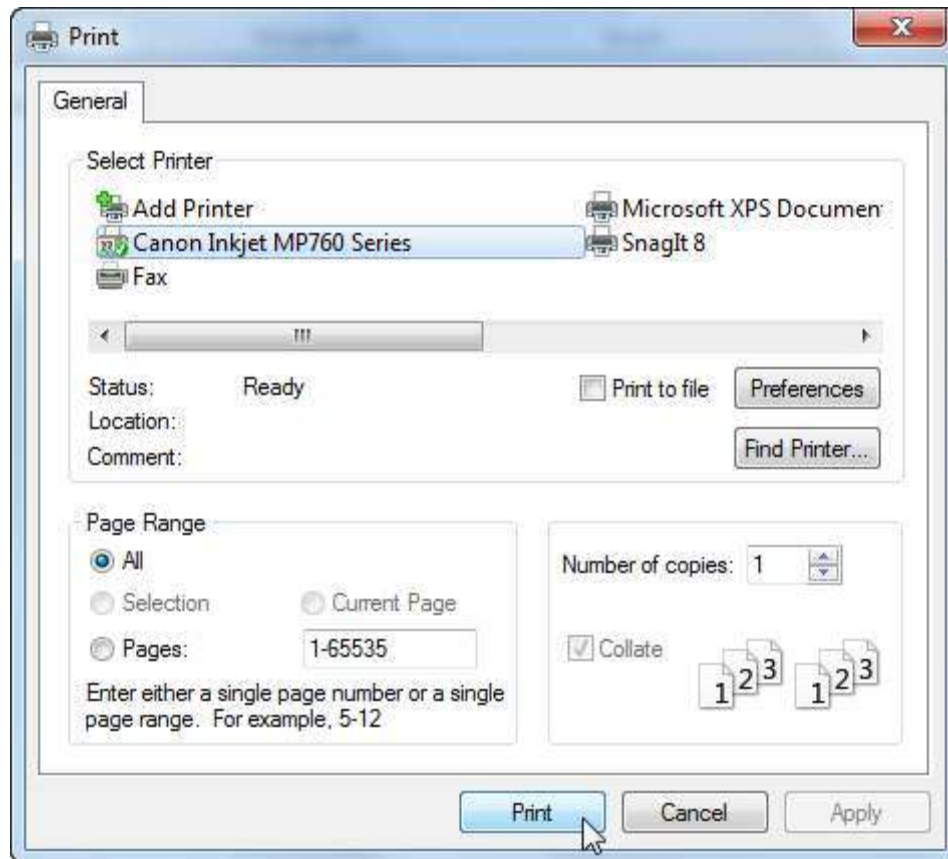 Print
General
Select Printer
Add Printer
Microsoft XPS Documen
Canon Inkjet MP760 Series
SnagIt 8
Fax
Status: Ready
Print to file
Preferences
Location:
Comment:
Find Printer...
Page Range
All
Selection
Current Page
Pages: 1-65535
Enter either a single page number or a single
page range. For example, 5-12
Number of copies: 1
Collate
1 2 3 1 2 3
Print
Cancel
Apply